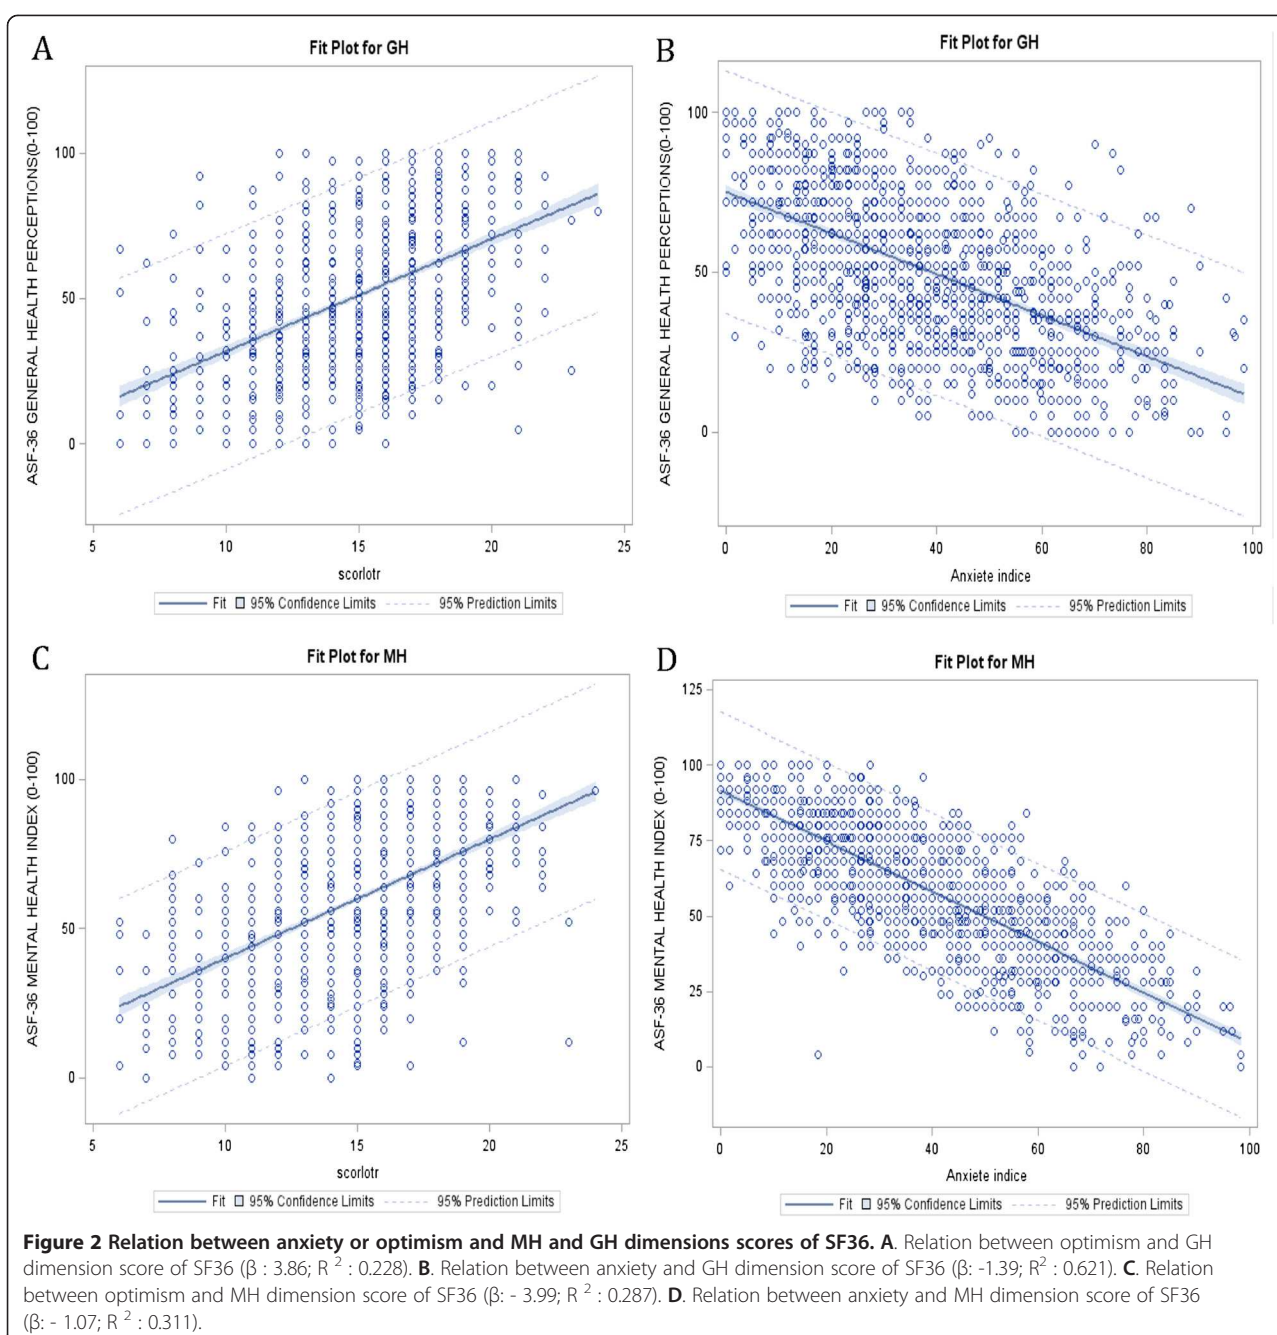 A
Fit Plot for GH
ASF-36 GENERAL HEALTH PERCEPTIONS(0-100)
100
50
0
5 10 15 20 25
scorlotr
Fit 95% Confidence Limits 95% Prediction Limits
B
Fit Plot for GH
ASF-36 GENERAL HEALTH PERCEPTIONS (0-100)
100
50
0
0 20 40 60 80 100
Anxiete indice
Fit 95% Confidence Limits 95% Prediction Limits
C
Fit Plot for MH
ASF-36 MENTAL HEALTH INDEX (0-100)
100
50
0
5 10 15 20 25
scorlotr
Fit 95% Confidence Limits 95% Prediction Limits
D
Fit Plot for MH
ASF-36 MENTAL HEALTH INDEX (0-100)
125
100
75
50
25
0
0 20 40 60 80 100
Anxiete indice
Fit 95% Confidence Limits 95% Prediction Limits
Figure 2 Relation between anxiety or optimism and MH and GH dimensions scores of SF36. A. Relation between optimism and GH
dimension score of SF36 (β : 3.86; R ² : 0.228). B. Relation between anxiety and GH dimension score of SF36 (β: -1.39; R² : 0.621). C. Relation
between optimism and MH dimension score of SF36 (β: - 3.99; R ² : 0.287). D. Relation between anxiety and MH dimension score of SF36
(β: - 1.07; R ² : 0.311).